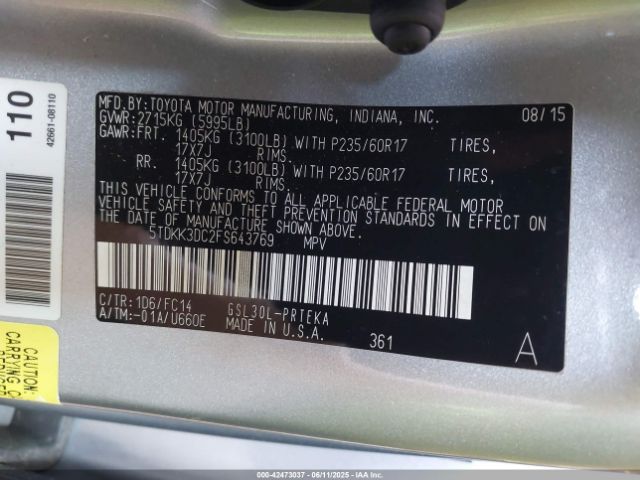 MFD. BY: TOYOTA MOTOR MANUFACTURING, INDIANA, INC. 08/15
GVWR: 2715KG (5995LB)
GAWR: FRT. 1405KG (3100LB) WITH P235/60R17 TIRES,
17X7J RIMS.
RR. 1405KG (3100LB) WITH P235/60R17 TIRES,
17X7J RIMS.
THIS VEHICLE CONFORMS TO ALL APPLICABLE FEDERAL MOTOR
VEHICLE SAFETY AND THEFT PREVENTION STANDARDS IN EFFECT ON
THE DATE OF MANUFACTURE SHOWN ABOVE.
5TDKK3DC2FS643769 MPV
C/TR: 1D6/FC14 GSL30L-PRTEKA
A/TM:-01A/U660E MADE IN U.S.A. 361 A
110
42661-08110
CAUTION:
CARRYING
000-42473037 - 06/11/2025 - IAA